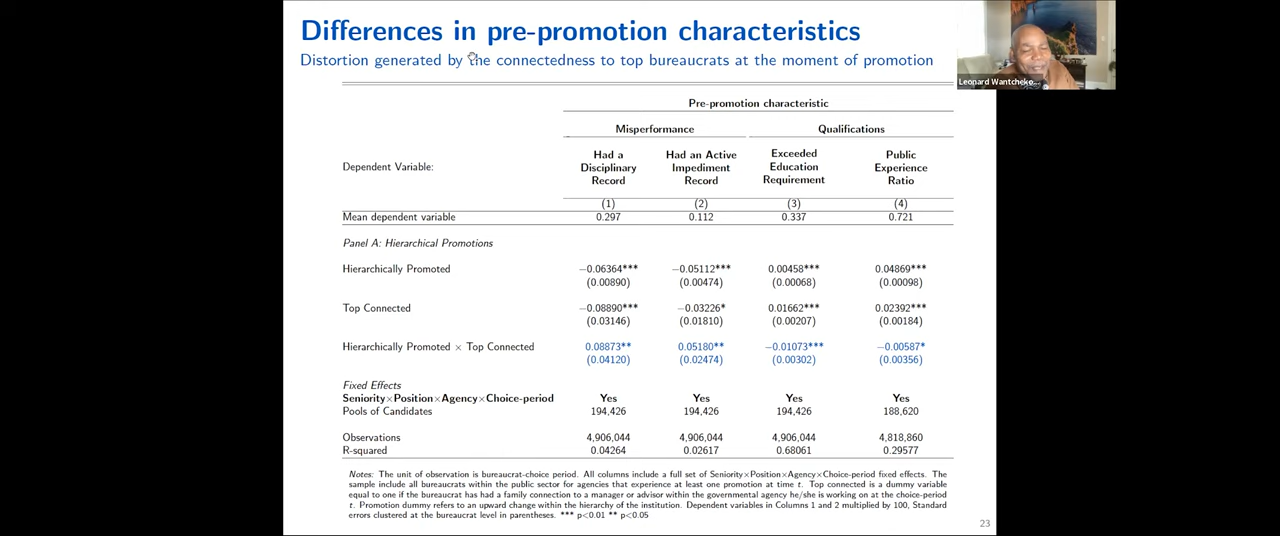 Differences in pre-promotion characteristics
Distortion generated by the connectedness to top bureaucrats at the moment of promotion
Leonard Wantcheko...
Pre-promotion characteristic
Misperformance Qualifications
Dependent Variable:
Had a Disciplinary Record
Had an Active Impediment Record
Exceeded Education Requirement
Public Experience Ratio
(1) (2) (3) (4)
Mean dependent variable 0.297 0.112 0.337 0.721
Panel A: Hierarchical Promotions
Hierarchically Promoted −0.06364*** −0.05112*** 0.00458*** 0.04869***
(0.00890) (0.00474) (0.00068) (0.00098)
Top Connected −0.08890*** −0.03226* 0.01662*** 0.02392***
(0.03146) (0.01810) (0.00207) (0.00184)
Hierarchically Promoted × Top Connected 0.08873** 0.05180** −0.01073*** −0.00587*
(0.04120) (0.02474) (0.00302) (0.00356)
Fixed Effects
Seniority×Position×Agency×Choice-period Yes Yes Yes Yes
Pools of Candidates 194,426 194,426 194,426 188,620
Observations 4,906,044 4,906,044 4,906,044 4,818,860
R-squared 0.04264 0.02617 0.68061 0.29577
Notes: The unit of observation is bureaucrat-choice period. All columns include a full set of Seniority×Position×Agency×Choice-period fixed effects. The
sample include all bureaucrats within the public sector for agencies that experience at least one promotion at time t. Top connected is a dummy variable
equal to one if the bureaucrat has had a family connection to a manager or advisor within the governmental agency he/she is working on at the choice-period
t. Promotion dummy refers to an upward change within the hierarchy of the institution. Dependent variables in Columns 1 and 2 multiplied by 100, Standard
errors clustered at the bureaucrat level in parentheses. *** p<0.01 ** p<0.05
23